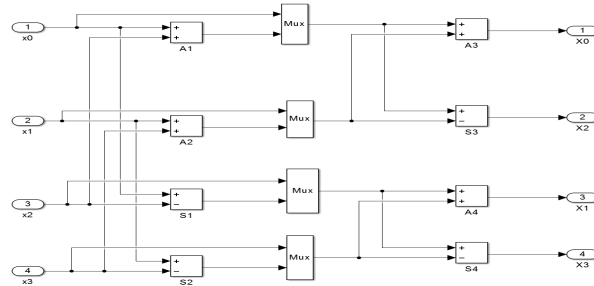 1
x0
+
+
A1
Mux
+
+
A3
1
X0
2
x1
+
+
A2
Mux
+
−
S3
2
X2
3
x2
+
−
S1
Mux
+
+
A4
3
X1
4
x3
+
−
S2
Mux
+
−
S4
4
X3